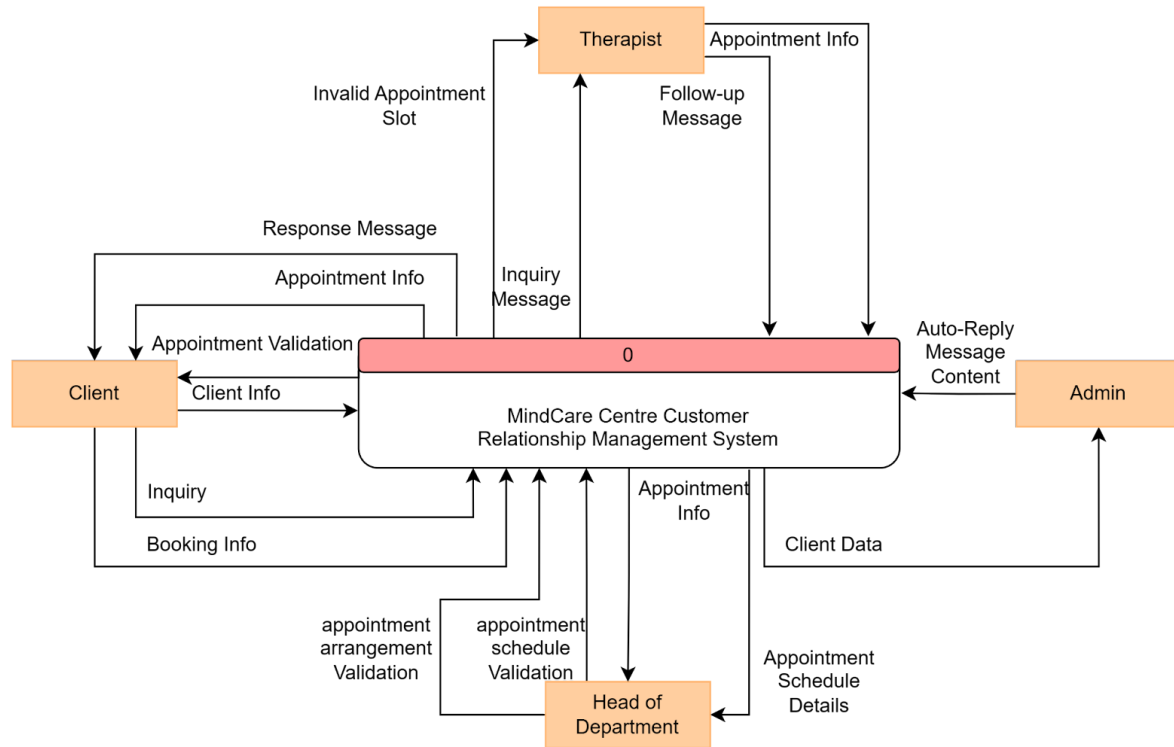 Therapist
Appointment Info
Invalid Appointment
Slot
Follow-up
Message
Response Message
Appointment Info
Inquiry
Message
Appointment Validation
Client
Client Info
0
MindCare Centre Customer
Relationship Management System
Auto-Reply
Message
Content
Admin
Inquiry
Booking Info
Appointment
Info
Client Data
appointment
arrangement
Validation
appointment
schedule
Validation
Head of
Department
Appointment
Schedule
Details